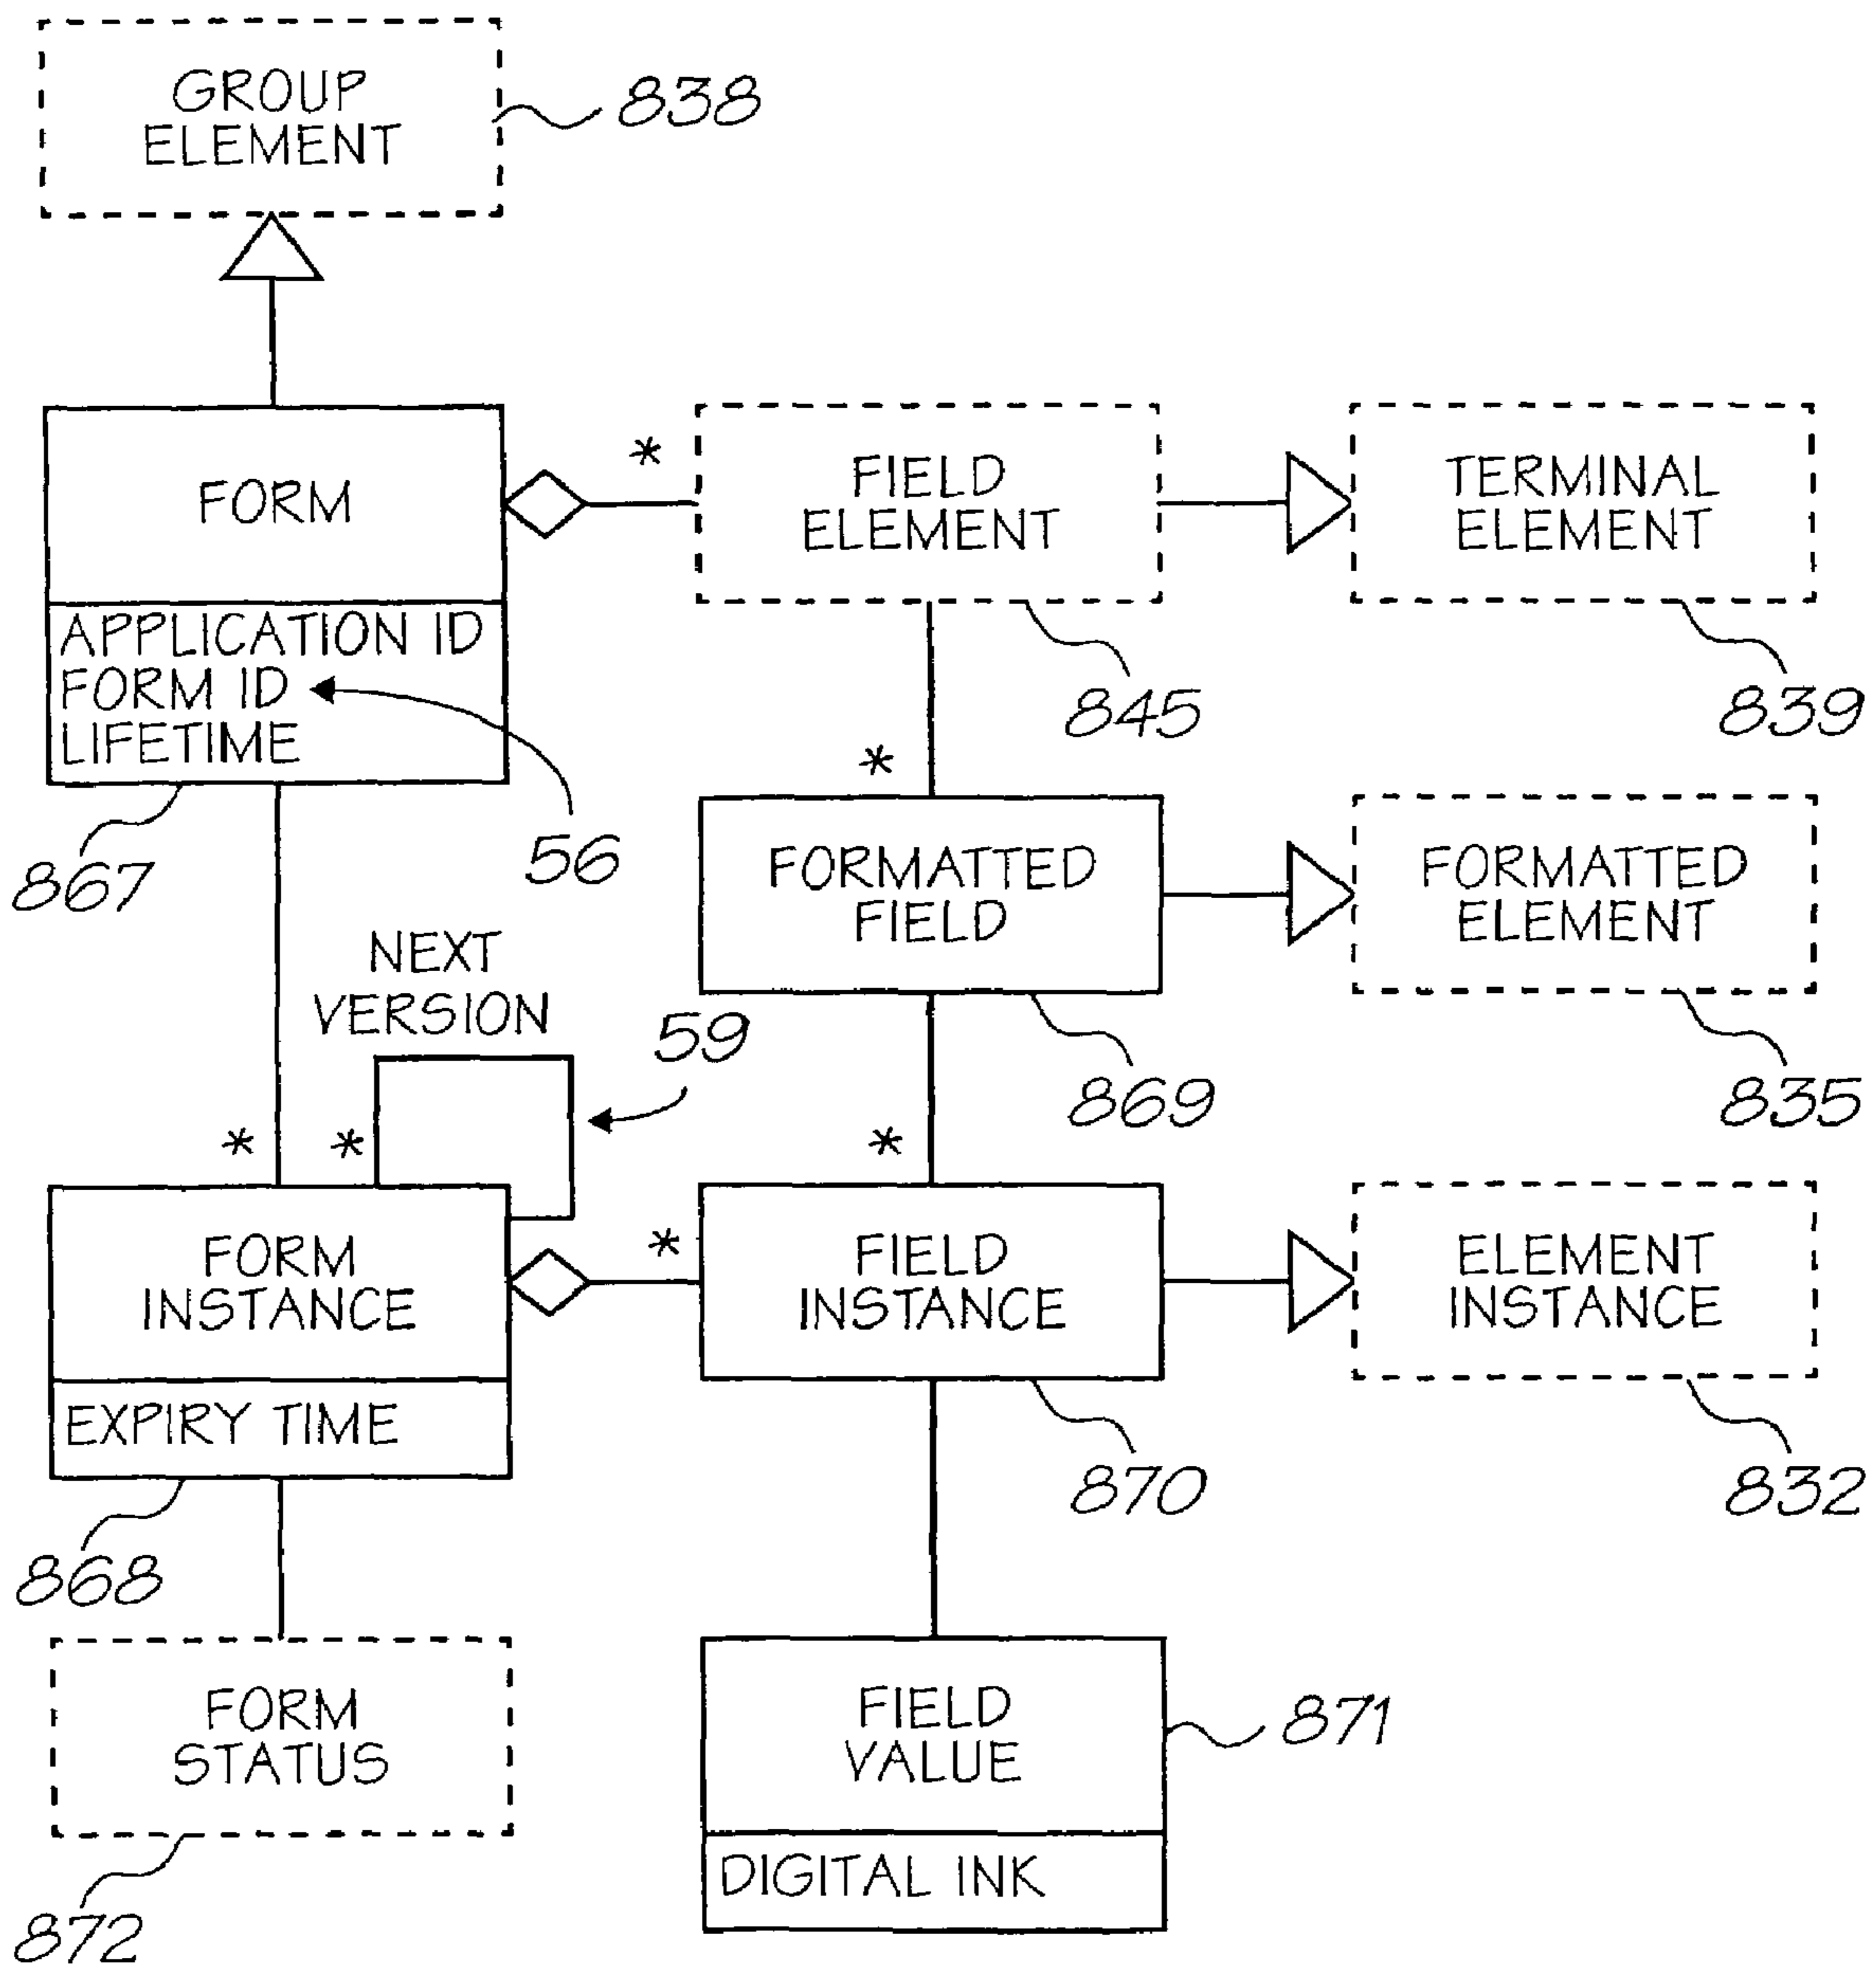 GROUP
ELEMENT
838
FORM
APPLICATION ID
FORM ID
LIFETIME
867
56
*
FIELD
ELEMENT
845
TERMINAL
ELEMENT
839
*
FORMATTED
FIELD
869
FORMATTED
ELEMENT
835
NEXT
VERSION
59
*
*
*
FORM
INSTANCE
EXPIRY TIME
868
*
FIELD
INSTANCE
870
ELEMENT
INSTANCE
832
FORM
STATUS
872
FIELD
VALUE
DIGITAL INK
871